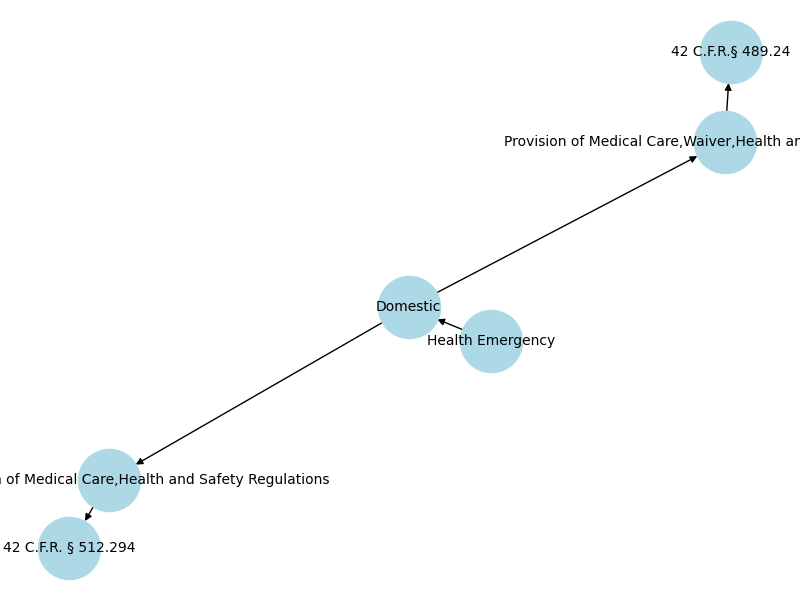 42 C.F.R.§ 489.24
Provision of Medical Care,Waiver,Health
Domestic
Health Emergency
of Medical Care,Health and Safety Regulations
42 C.F.R. § 512.294